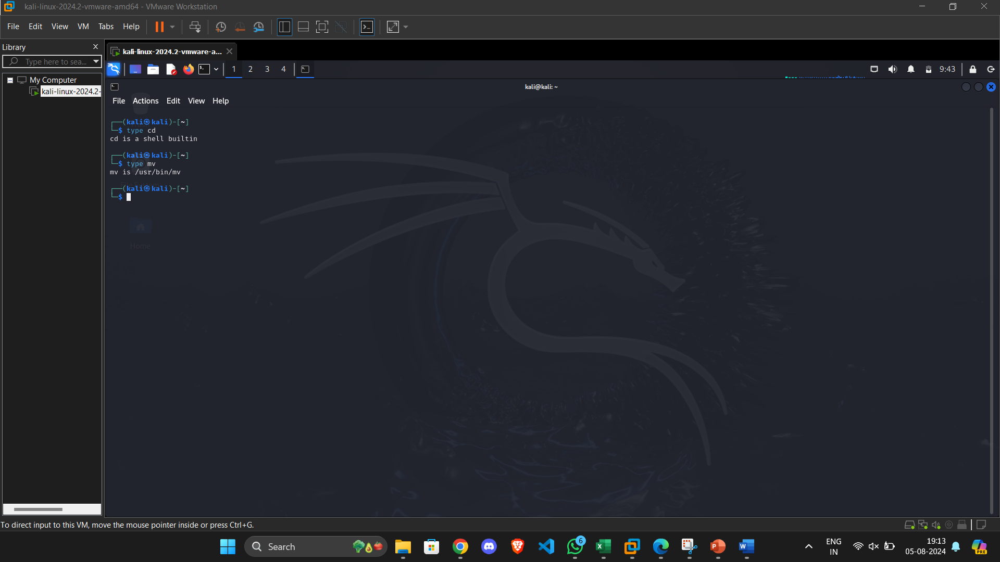 kali-linux-2024.2-vmware-amd64 - VMware Workstation
File Edit View VM Tabs Help
Library
Type here to sea...
My Computer
kali-linux-2024.2-
kali-linux-2024.2-vmware-a...
1 2 3 4
9:43
kali@kali: ~
File Actions Edit View Help
┌──(kali㉿kali)-[~]
└─$ type cd
cd is a shell builtin
┌──(kali㉿kali)-[~]
└─$ type mv
mv is /usr/bin/mv
┌──(kali㉿kali)-[~]
└─$
Home
To direct input to this VM, move the mouse pointer inside or press Ctrl+G.
Search
6
ENG
IN
19:13
05-08-2024
PRE